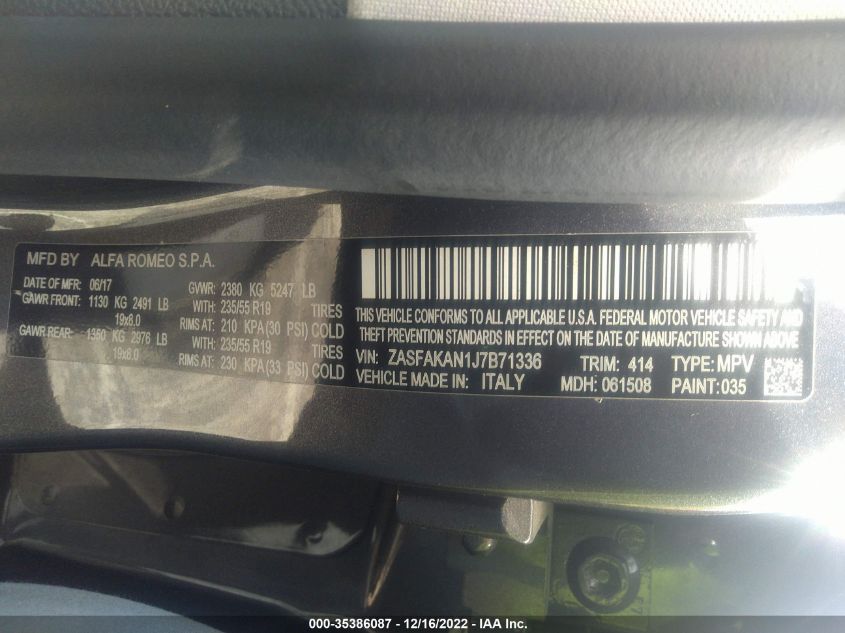 MFD BY ALFA ROMEO S.P.A.
DATE OF MFR: 06/17 GVWR: 2380 KG 5247 LB
GAWR FRONT: 1130 KG 2491 LB WITH: 235/55 R19 TIRES
19x8.0 RIMS AT: 210 KPA (30 PSI) COLD
GAWR REAR: 1350 KG 2976 LB WITH: 235/55 R19 TIRES
19x8.0 RIMS AT: 230 KPA (33 PSI) COLD
THIS VEHICLE CONFORMS TO ALL APPLICABLE U.S.A. FEDERAL MOTOR VEHICLE SAFETY AND
THEFT PREVENTION STANDARDS IN EFFECT ON THE DATE OF MANUFACTURE SHOWN ABOVE
VIN: ZASFAKAN1J7B71336 TRIM: 414 TYPE: MPV
VEHICLE MADE IN: ITALY MDH: 061508 PAINT: 035
000-35386087 - 12/16/2022 - IAA Inc.